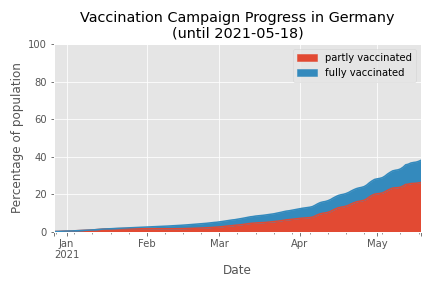 Vaccination Campaign Progress in Germany
(until 2021-05-18)
Percentage of population
100
80
60
40
20
0
partly vaccinated
fully vaccinated
Jan Feb Mar Apr May
2021
Date